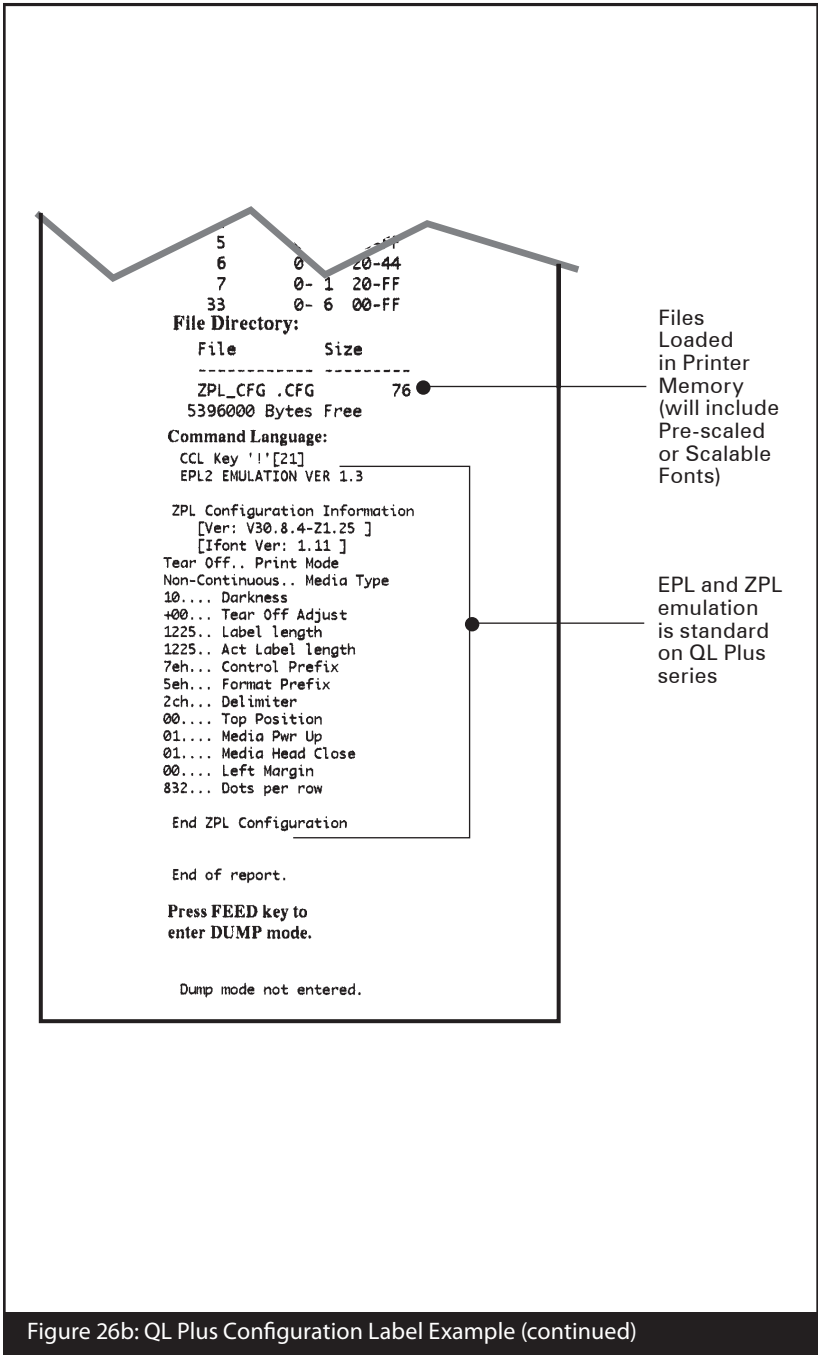 5 -FF
6 0 20-44
7 0- 1 20-FF
33 0- 6 00-FF
File Directory:
File Size
------------ ---------
ZPL_CFG .CFG 76
5396000 Bytes Free
Command Language:
CCL Key '!'[21]
EPL2 EMULATION VER 1.3
ZPL Configuration Information
[Ver: V30.8.4-Z1.25 ]
[Ifont Ver: 1.11 ]
Tear Off.. Print Mode
Non-Continuous.. Media Type
10.... Darkness
+00... Tear Off Adjust
1225.. Label length
1225.. Act Label length
7eh... Control Prefix
5eh... Format Prefix
2ch... Delimiter
00.... Top Position
01.... Media Pwr Up
01.... Media Head Close
00.... Left Margin
832... Dots per row
End ZPL Configuration
End of report.
Press FEED key to
enter DUMP mode.
Dump mode not entered.
Files
Loaded
in Printer
Memory
(will include
Pre-scaled
or Scalable
Fonts)
EPL and ZPL
emulation
is standard
on QL Plus
series
Figure 26b: QL Plus Configuration Label Example (continued)